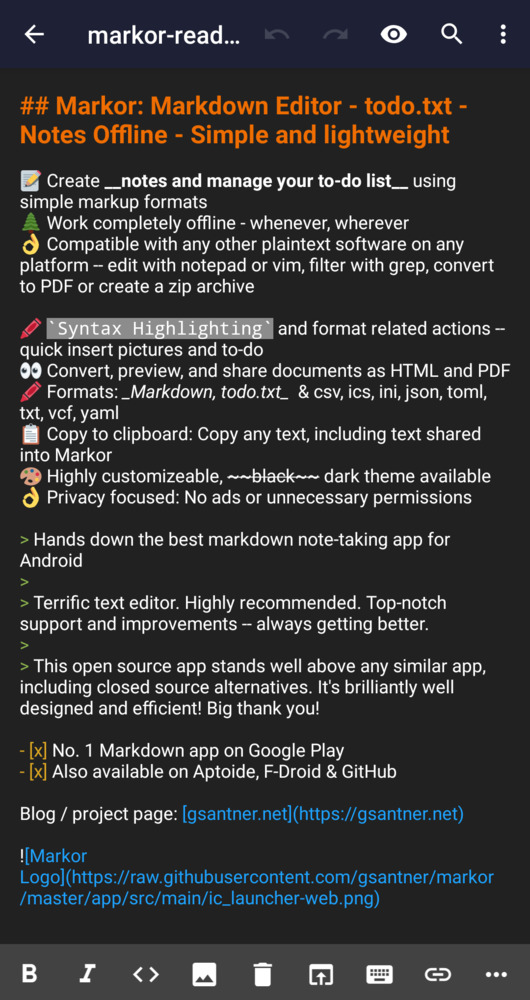 markor-read...
## Markor: Markdown Editor - todo.txt -
Notes Offline - Simple and lightweight
📝 Create __notes and manage your to-do list__ using
simple markup formats
🌲 Work completely offline - whenever, wherever
👌 Compatible with any other plaintext software on any
platform -- edit with notepad or vim, filter with grep, convert
to PDF or create a zip archive
🖍 `Syntax Highlighting` and format related actions --
quick insert pictures and to-do
👀 Convert, preview, and share documents as HTML and PDF
🖍 Formats: _Markdown, todo.txt_ & csv, ics, ini, json, toml,
txt, vcf, yaml
📋 Copy to clipboard: Copy any text, including text shared
into Markor
🎨 Highly customizeable, ~~black~~ dark theme available
👌 Privacy focused: No ads or unnecessary permissions
> Hands down the best markdown note-taking app for
Android
>
> Terrific text editor. Highly recommended. Top-notch
support and improvements -- always getting better.
>
> This open source app stands well above any similar app,
including closed source alternatives. It's brilliantly well
designed and efficient! Big thank you!
- [x] No. 1 Markdown app on Google Play
- [x] Also available on Aptoide, F-Droid & GitHub
Blog / project page: [gsantner.net](https://gsantner.net)
![Markor
Logo](https://raw.githubusercontent.com/gsantner/markor
/master/app/src/main/ic_launcher-web.png)
B I <>